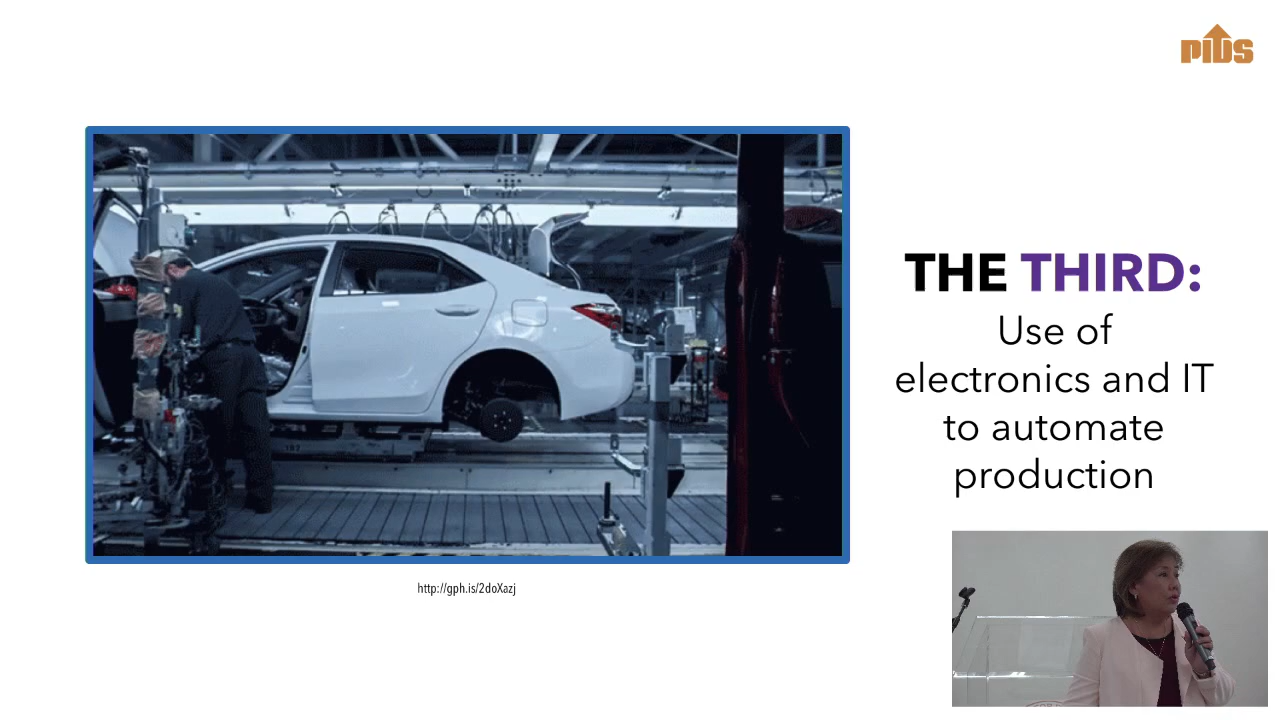 PIDS
THE THIRD:
Use of
electronics and IT
to automate
production
http://gph.is/2doXazj